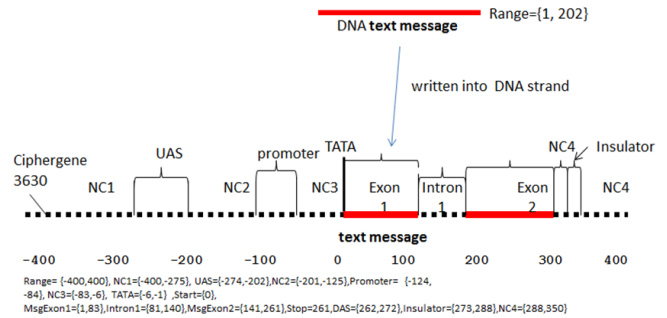 DNA text message
Range={1, 202}
written into DNA strand
Ciphergene
3630
NC1
UAS
NC2
promoter
NC3
TATA
Exon
1
Intron
1
Exon
2
NC4
Insulator
NC4
text message
-400 -300 -200 -100 0 100 200 300 400
Range= {-400,400}, NC1={-400,-275}, UAS={-274,-202},NC2={-201,-125},Promoter= {-124,
-84}, NC3={-83,-6}, TATA={-6,-1} ,Start={0},
MsgExon1={1,83},Intron1={81,140},MsgExon2={141,261},Stop=261,DAS={262,272},Insulator={273,288},NC4={288,350}